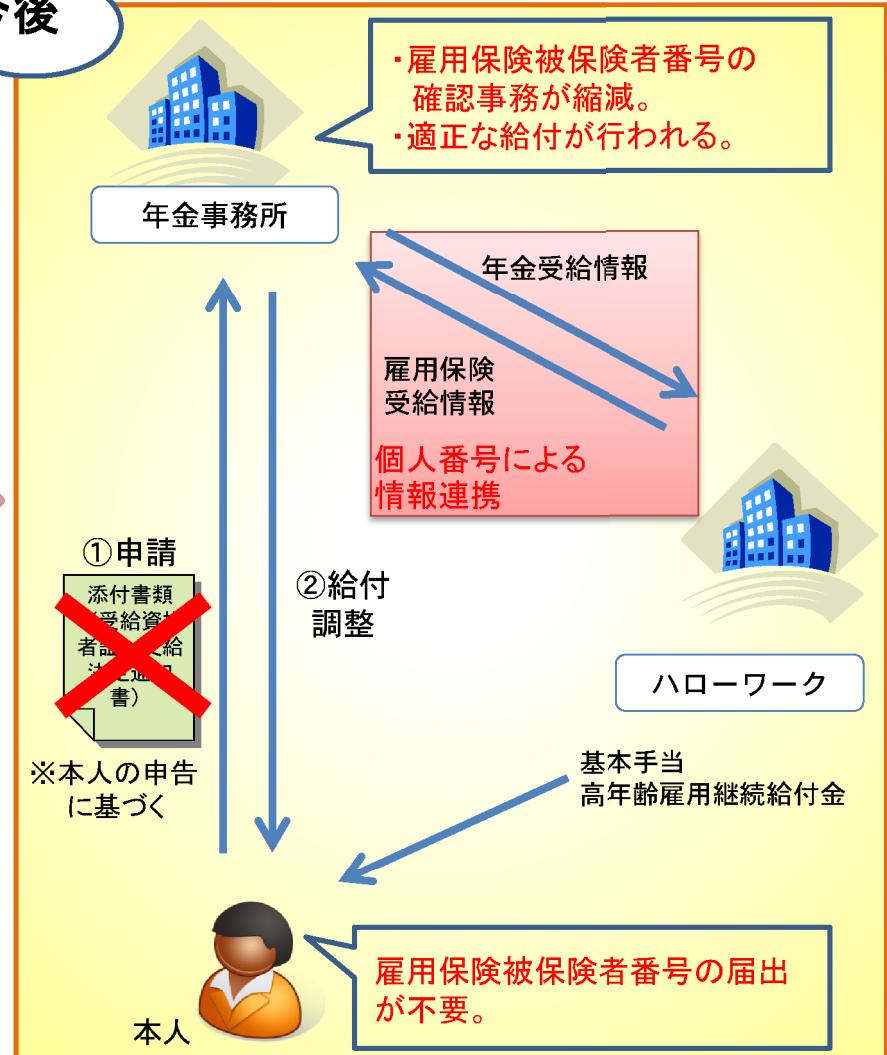 今後
・雇用保険被保険者番号の
確認事務が縮減。
・適正な給付が行われる。
年金事務所
年金受給情報
雇用保険
受給情報
個人番号による
情報連携
①申請
添付書類
受給資
者
給
書）
※本人の申告
に基づく
②給付
調整
ハローワーク
基本手当
高年齢雇用継続給付金
本人
雇用保険被保険者番号の届出
が不要。